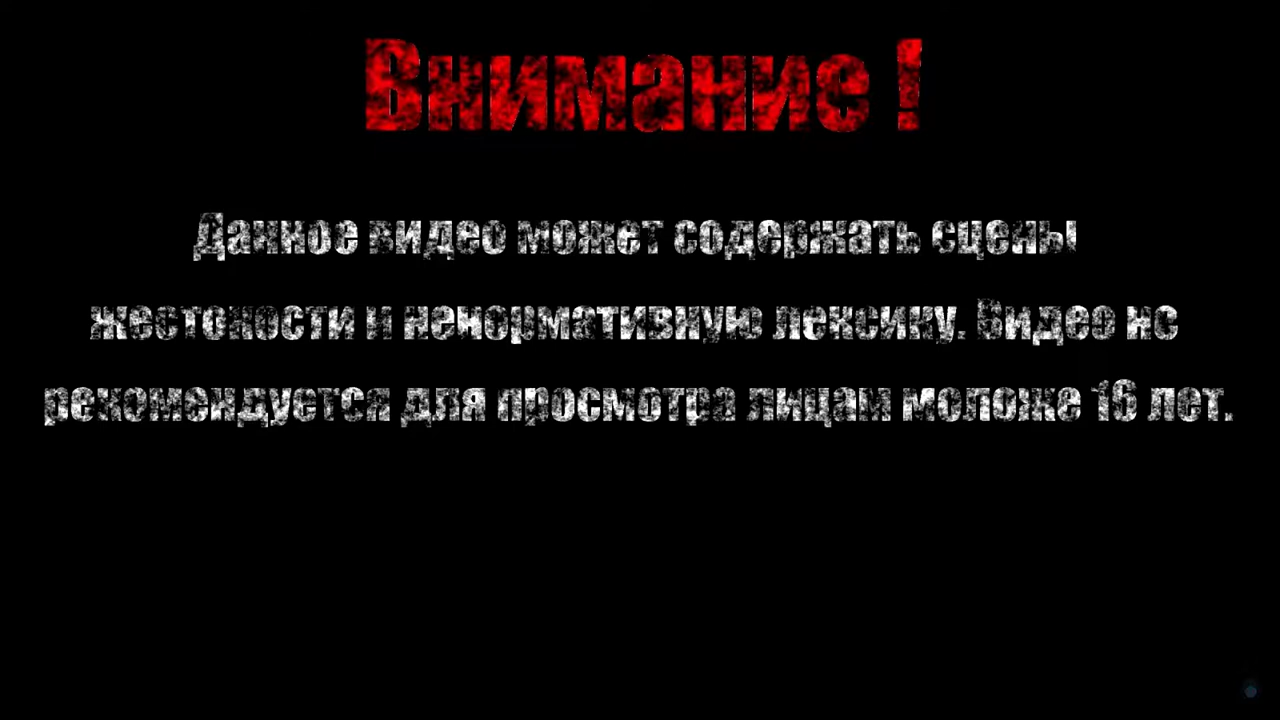 Внимание !
Данное видео может содержать сцены
жестокости и ненормативную лексику. Видео не
рекомендуется для просмотра лицам моложе 16 лет.